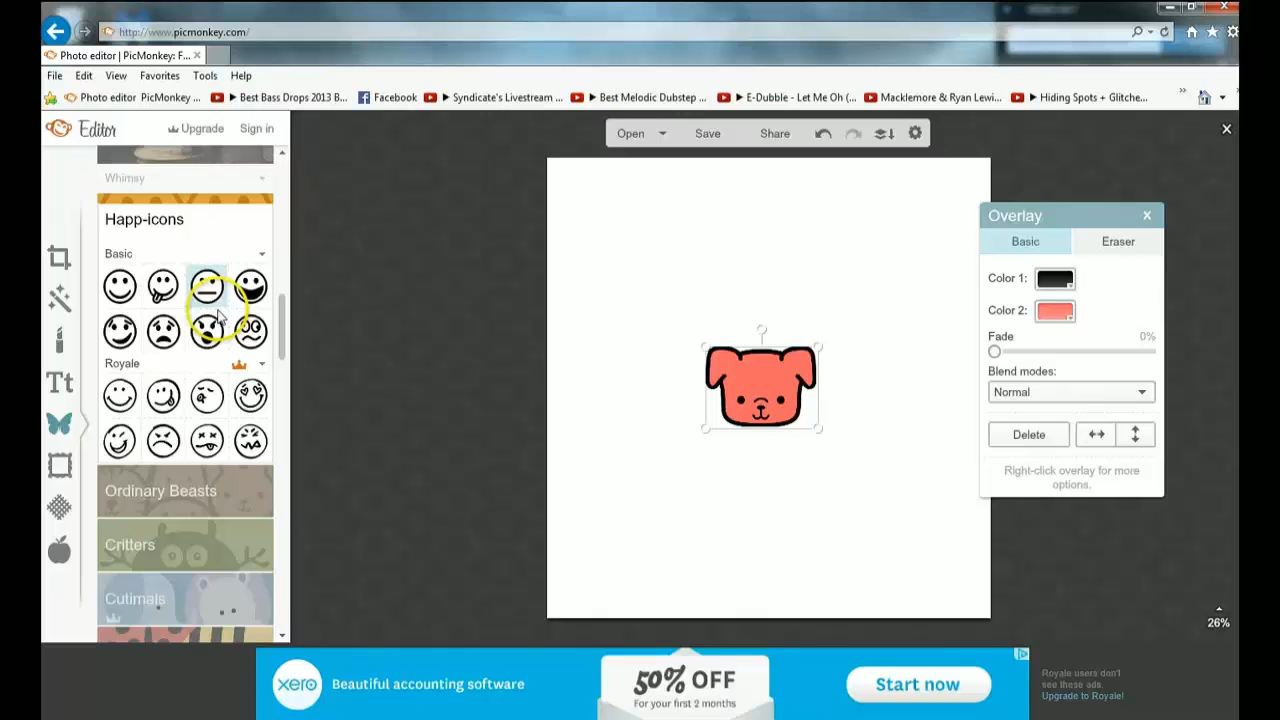 http://www.picmonkey.com/
Photo editor | PicMonkey: F...
File Edit View Favorites Tools Help
Photo editor PicMonkey ... Best Bass Drops 2013 B... Facebook Syndicate's Livestream ... Best Melodic Dubstep ... E-Dubble - Let Me Oh (... Macklemore & Ryan Lewi... Hiding Spots + Glitche...
Editor Upgrade Sign in
Open Save Share
Whimsy
Happ-icons
Basic
Royale
Ordinary Beasts
Critters
Cutimals
Overlay
Basic Eraser
Color 1:
Color 2:
Fade 0%
Blend modes:
Normal
Delete
Right-click overlay for more
options.
26%
xero Beautiful accounting software
50% OFF
For your first 2 months
Start now
Royale users don't
see these ads.
Upgrade to Royale!